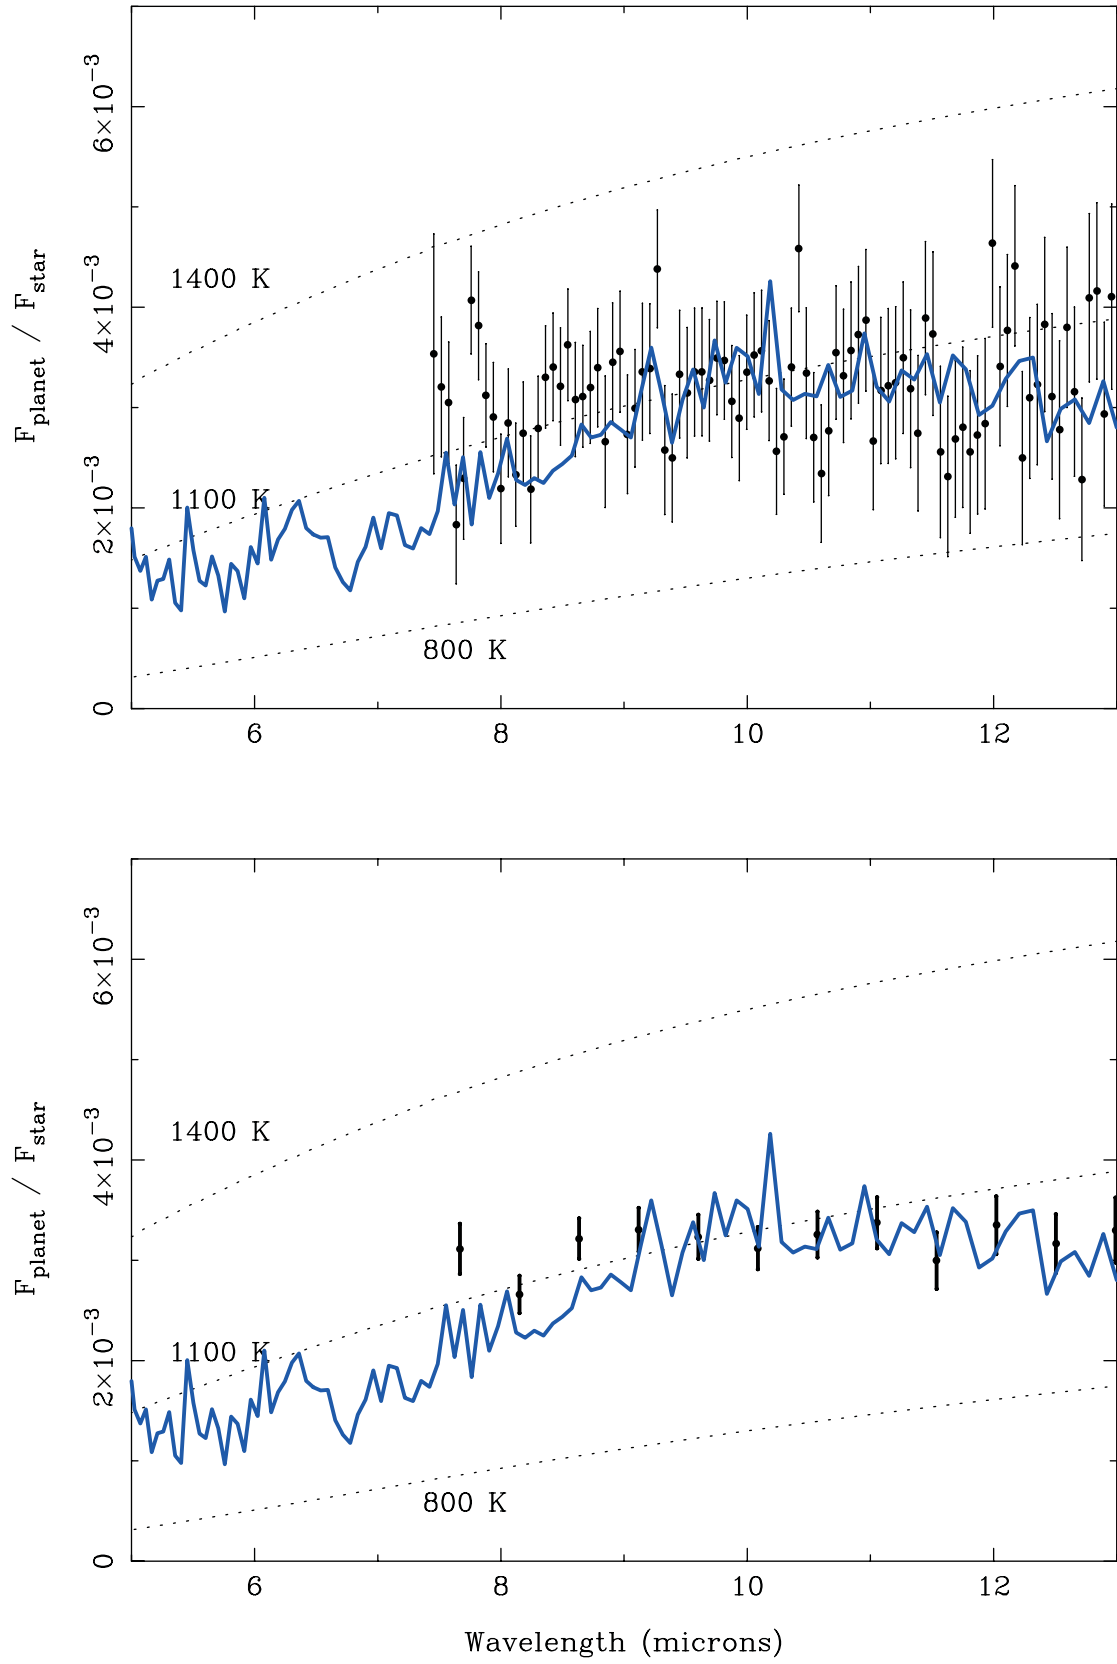 6×10⁻³
1400 K
4×10⁻³
F_planet / F_star
1100 K
2×10⁻³
800 K
0
6 8 10 12
6×10⁻³
1400 K
4×10⁻³
F_planet / F_star
1100 K
2×10⁻³
800 K
0
6 8 10 12
Wavelength (microns)